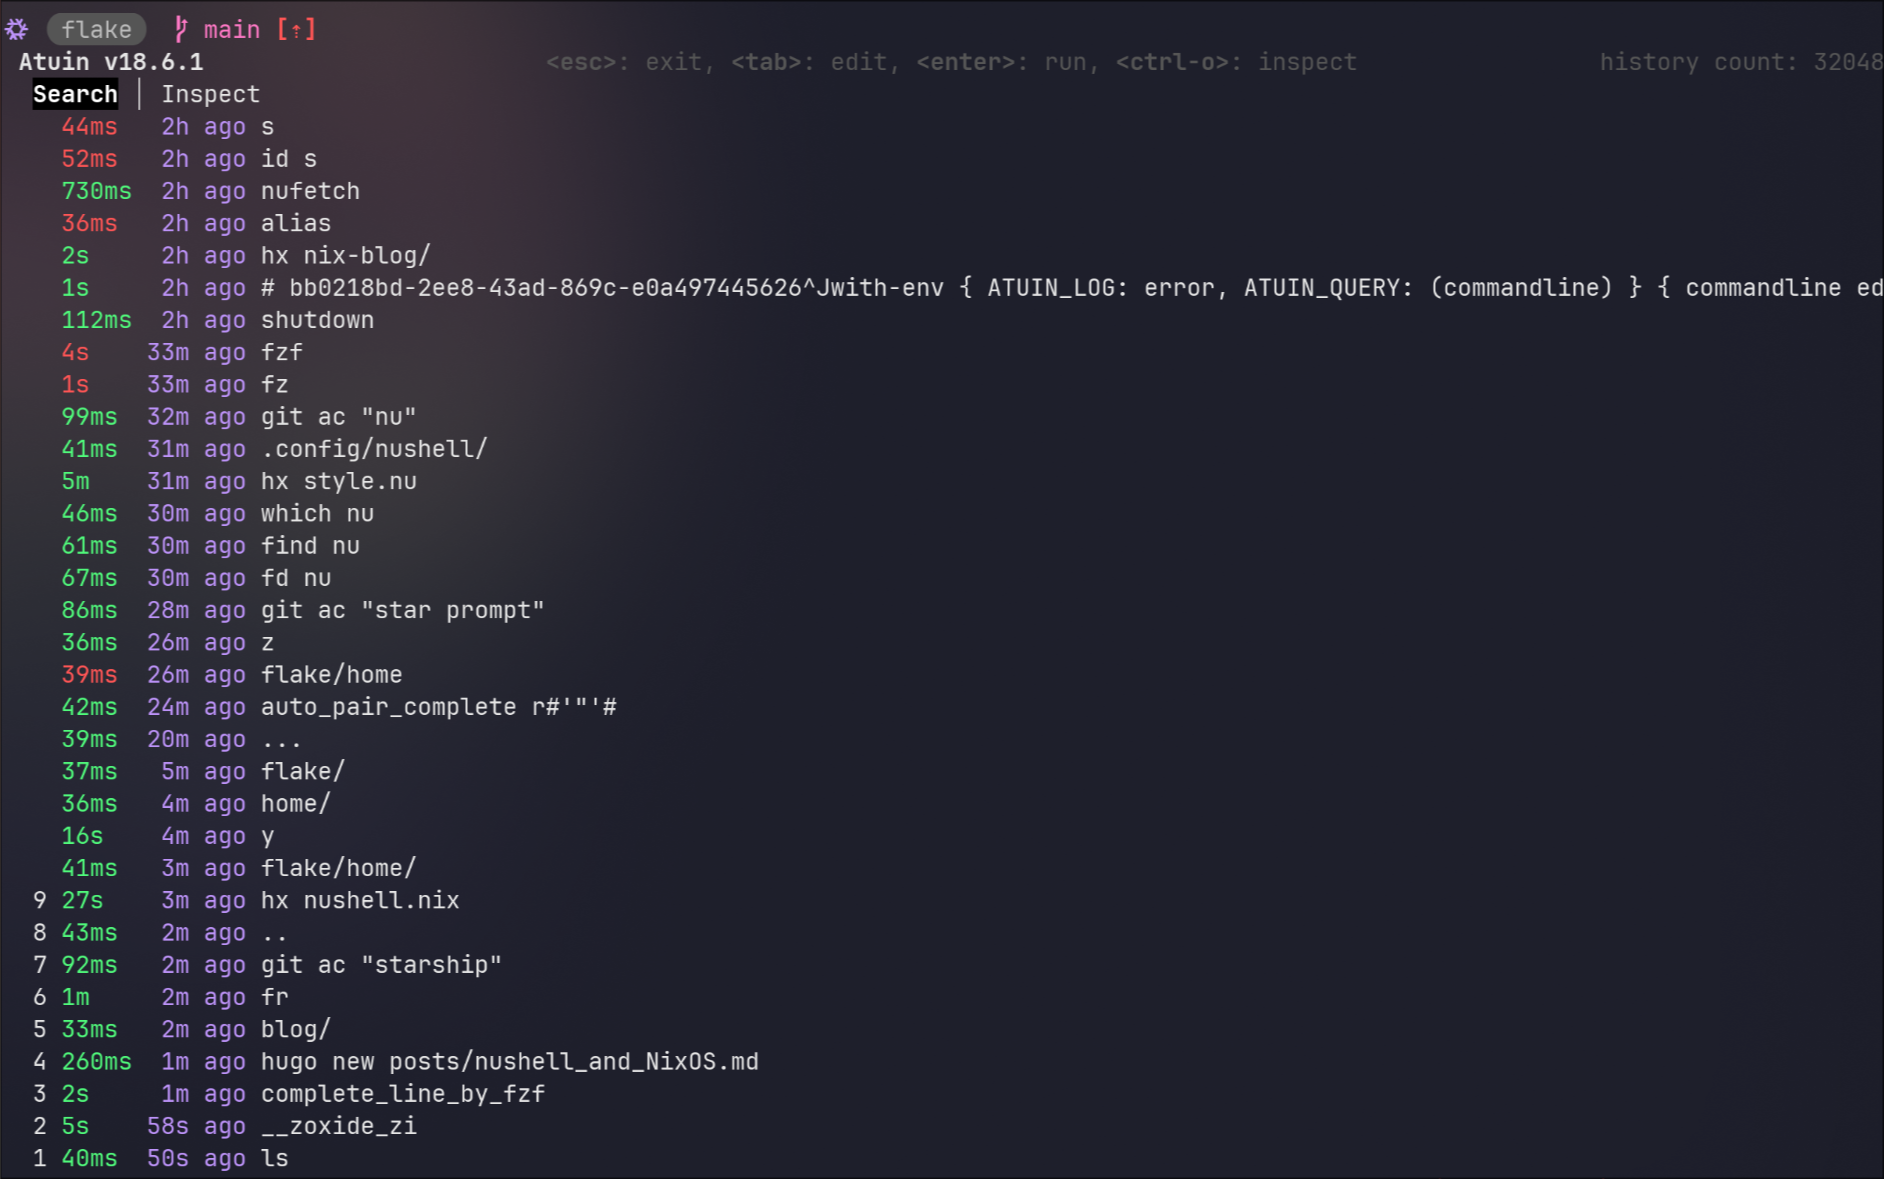 flake main [⇡]
Atuin v18.6.1 <esc>: exit, <tab>: edit, <enter>: run, <ctrl-o>: inspect history count: 32048
Search │ Inspect
44ms 2h ago s
52ms 2h ago id s
730ms 2h ago nufetch
36ms 2h ago alias
2s 2h ago hx nix-blog/
1s 2h ago # bb0218bd-2ee8-43ad-869c-e0a497445626^Jwith-env { ATUIN_LOG: error, ATUIN_QUERY: (commandline) } { commandline ed
112ms 2h ago shutdown
4s 33m ago fzf
1s 33m ago fz
99ms 32m ago git ac "nu"
41ms 31m ago .config/nushell/
5m 31m ago hx style.nu
46ms 30m ago which nu
61ms 30m ago find nu
67ms 30m ago fd nu
86ms 28m ago git ac "star prompt"
36ms 26m ago z
39ms 26m ago flake/home
42ms 24m ago auto_pair_complete r#'"'#
39ms 20m ago ...
37ms 5m ago flake/
36ms 4m ago home/
16s 4m ago y
41ms 3m ago flake/home/
9 27s 3m ago hx nushell.nix
8 43ms 2m ago ..
7 92ms 2m ago git ac "starship"
6 1m 2m ago fr
5 33ms 2m ago blog/
4 260ms 1m ago hugo new posts/nushell_and_NixOS.md
3 2s 1m ago complete_line_by_fzf
2 5s 58s ago __zoxide_zi
1 40ms 50s ago ls